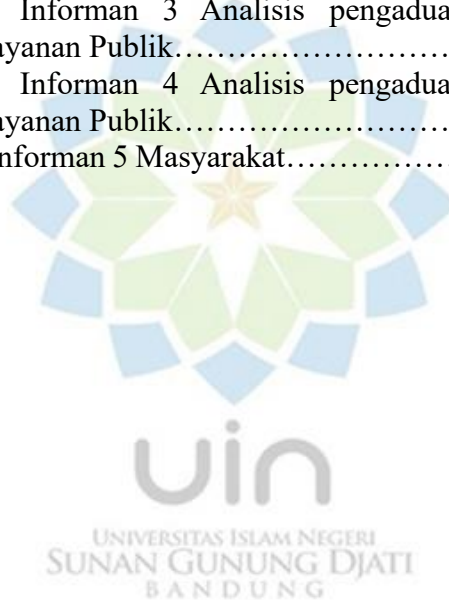 Informan 3 Analisis pengadua
ayanan Publik……………………
Informan 4 Analisis pengadua
ayanan Publik……………………
nforman 5 Masyarakat……………
uin
UNIVERSITAS ISLAM NEGERI
SUNAN GUNUNG DJATI
BANDUNG